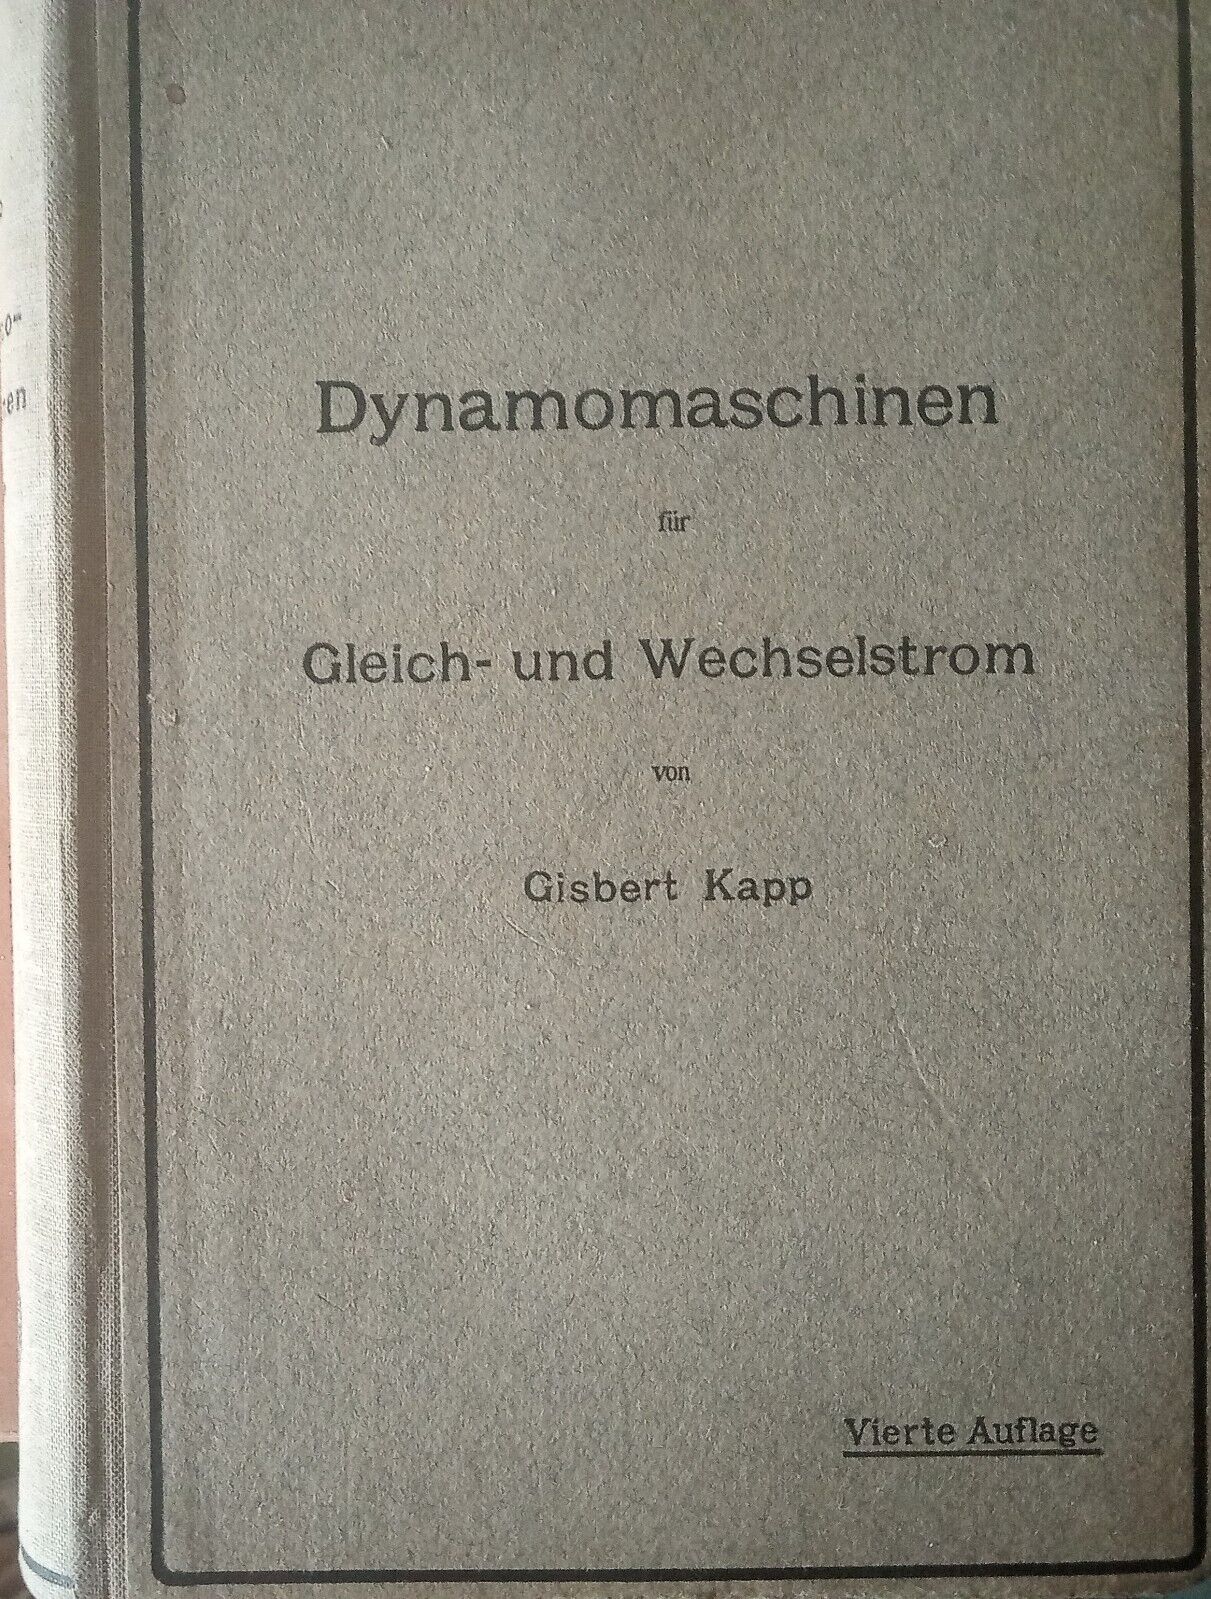 Dynamomaschinen
für
Gleich- und Wechselstrom
von
Gisbert Kapp
Vierte Auflage